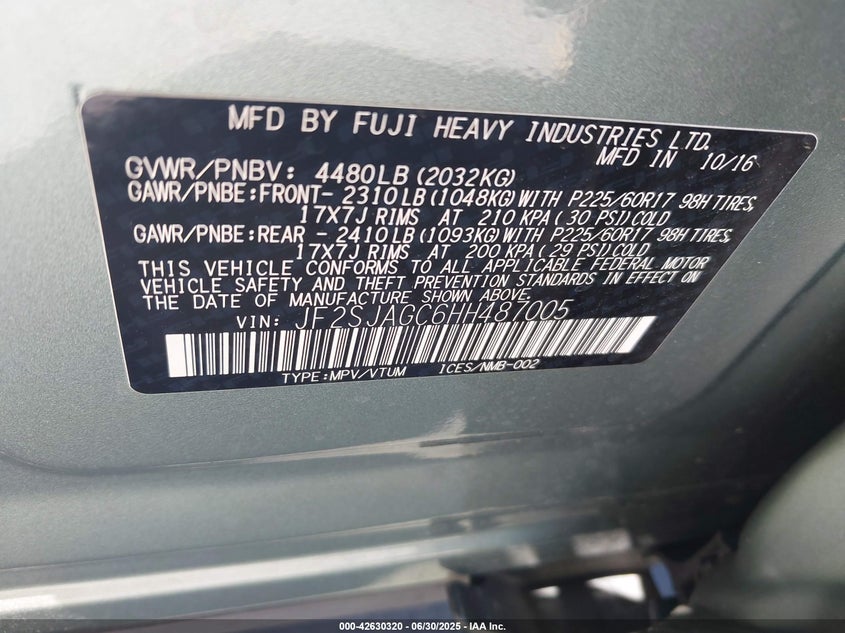 MFD BY FUJI HEAVY INDUSTRIES LTD.
MFD IN 10/16
GVWR/PNBV: 4480LB(2032KG)
GAWR/PNBE:FRONT- 2310LB(1048KG)WITH P225/60R17 98H TIRES,
17X7J RIMS AT 210 KPA(30 PSI)COLD
GAWR/PNBE:REAR - 2410LB(1093KG)WITH P225/60R17 98H TIRES,
17X7J RIMS AT 200 KPA(29 PSI)COLD
THIS VEHICLE CONFORMS TO ALL APPLICABLE FEDERAL MOTOR
VEHICLE SAFETY AND THEFT PREVENTION STANDARDS IN EFFECT ON
THE DATE OF MANUFACTURE SHOWN ABOVE.
VIN: JF2SJAGC6HH487005
TYPE:MPV/VTUM ICES/NMB-002
000-42630320 - 06/30/2025 - IAA Inc.